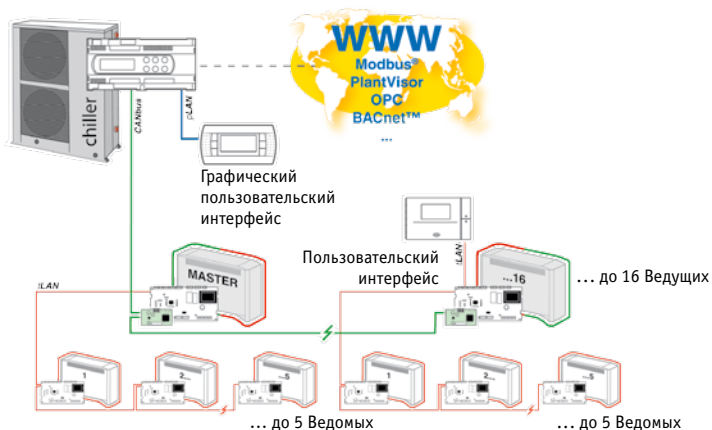 WWW
Modbus®
PlantVisor
OPC
BACnet™
...
chiller
CANbus
pLAN
Графический
пользовательский
интерфейс
Пользовательский
интерфейс
tLAN
MASTER
...16
... до 16 Ведущих
tLAN
1
2...
...5
1
2...
...5
... до 5 Ведомых
... до 5 Ведомых